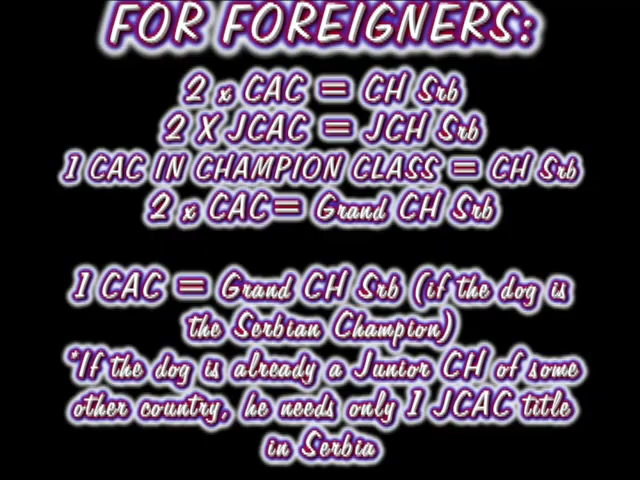 FOR FOREIGNERS:
2 x CAC = CH Srb
2 X JCAC = JCH Srb
1 CAC IN CHAMPION CLASS = CH Srb
2 x CAC= Grand CH Srb
1 CAC = Grand CH Srb (if the dog is
the Serbian Champion)
*If the dog is already a Junior CH of some
other country, he needs only 1 JCAC title
in Serbia